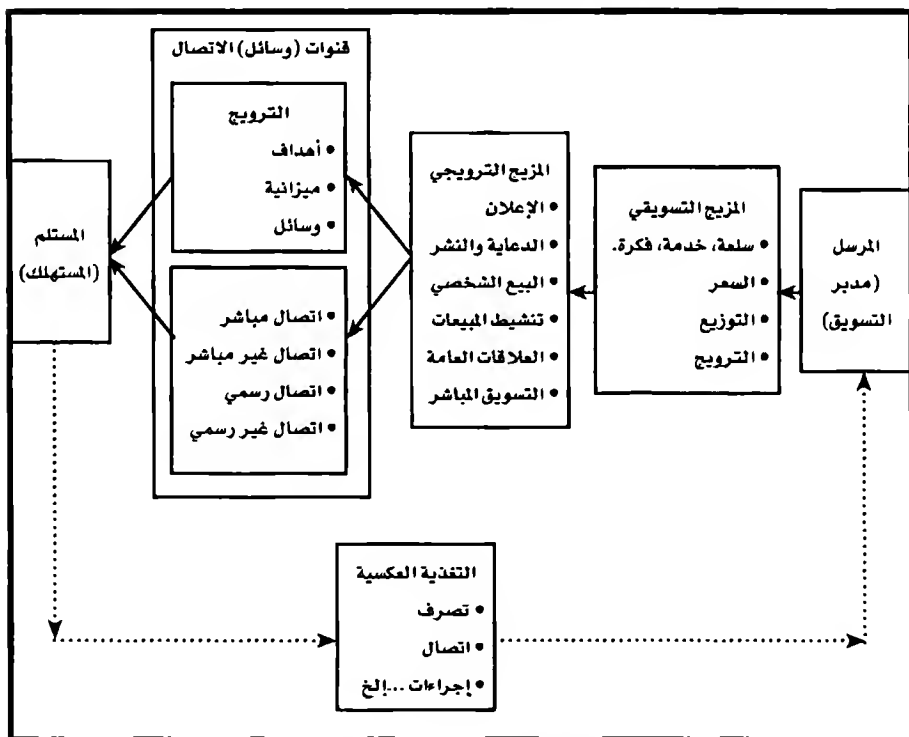 المرسل
(مدير
التسويق)
المزيج التسويقي
• سلعة، خدمة، فكرة.
• السعر
• التوزيع
• الترويج
المزيج الترويجي
• الإعلان
• الدعاية والنشر
• البيع الشخصي
• تنشيط المبيعات
• العلاقات العامة
• التسويق المباشر
قنوات (وسائل) الاتصال
الترويج
• أهداف
• ميزانية
• وسائل
• اتصال مباشر
• اتصال غير مباشر
• اتصال رسمي
• اتصال غير رسمي
المستلم
(المستهلك)
التغذية العكسية
• تصرف
• اتصال
• إجراءات ...إلخ